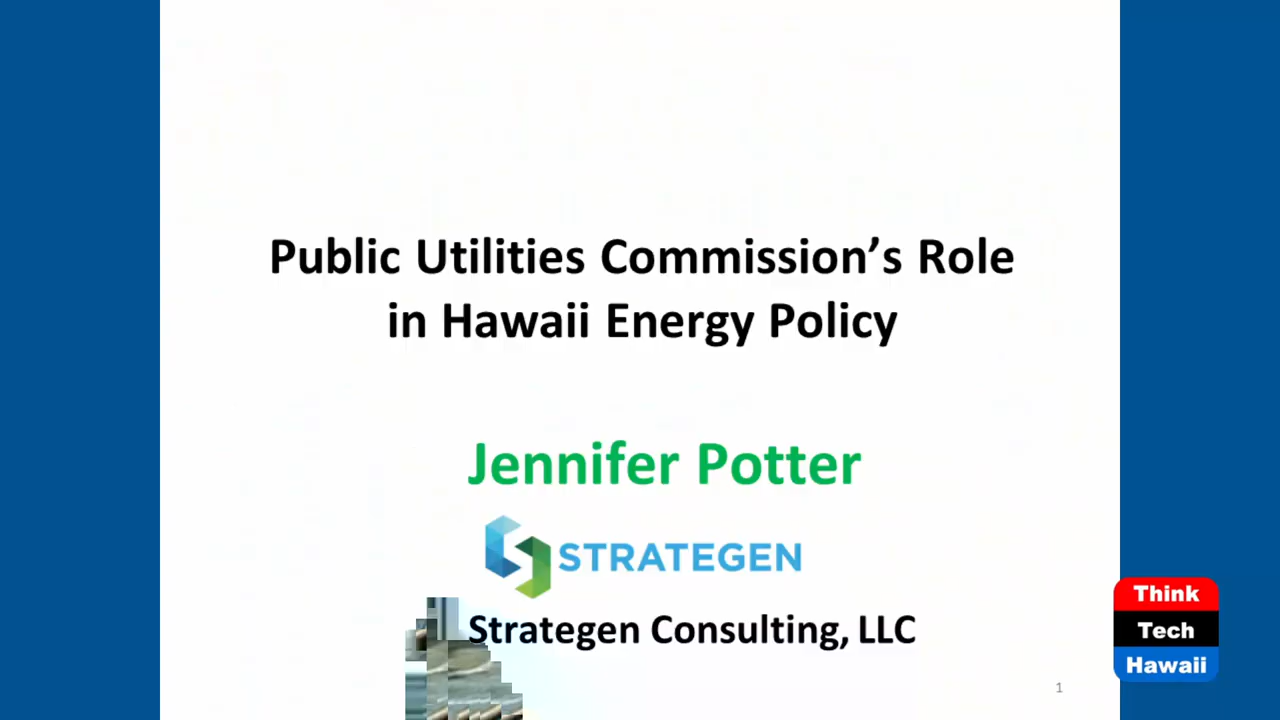 Public Utilities Commission’s Role
in Hawaii Energy Policy
Jennifer Potter
STRATEGEN
Strategen Consulting, LLC
Think
Tech
Hawaii
1